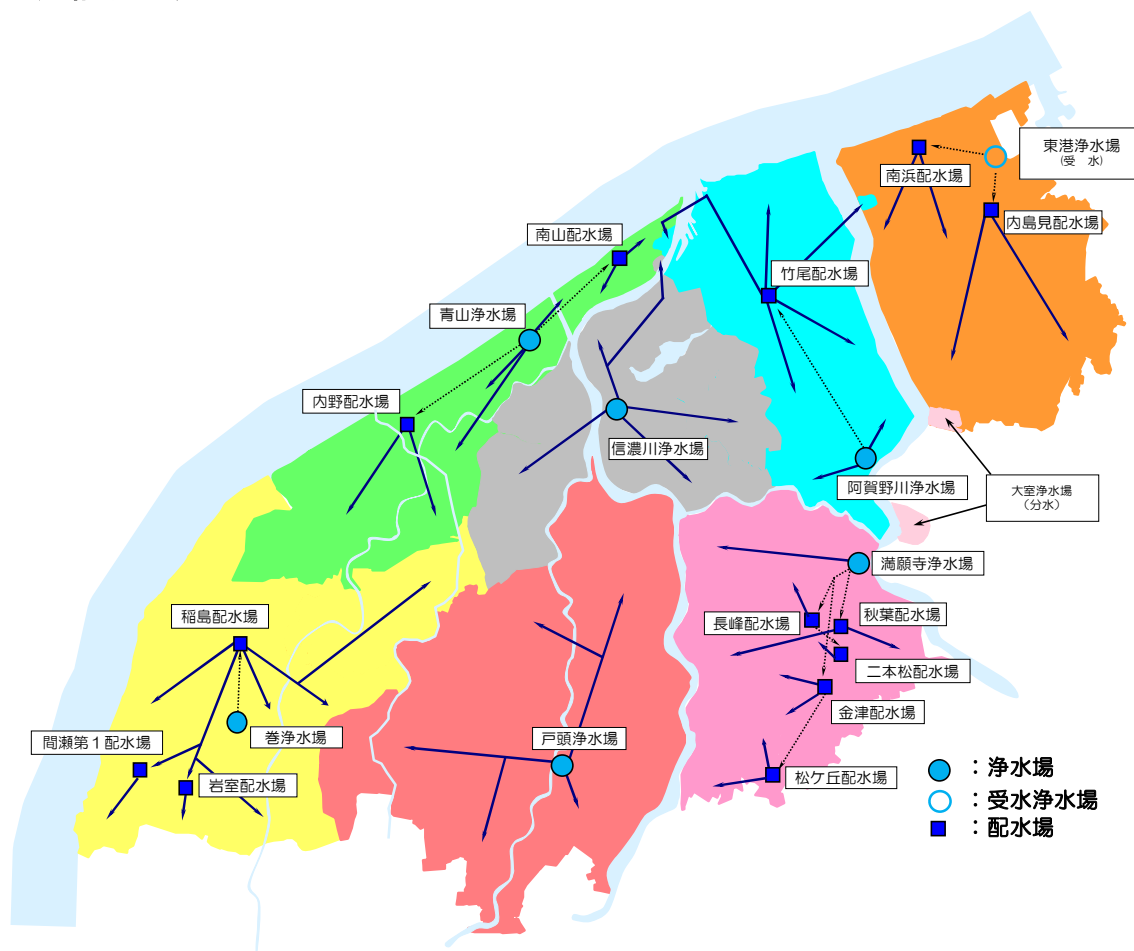 東港浄水場
(受 水)
南浜配水場
内島見配水場
南山配水場
竹尾配水場
青山浄水場
内野配水場
信濃川浄水場
阿賀野川浄水場
大室浄水場
(分水)
満願寺浄水場
稲島配水場
長峰配水場
秋葉配水場
二本松配水場
金津配水場
間瀬第1配水場
巻浄水場
戸頭浄水場
岩室配水場
松ケ丘配水場
:浄水場
:受水浄水場
:配水場